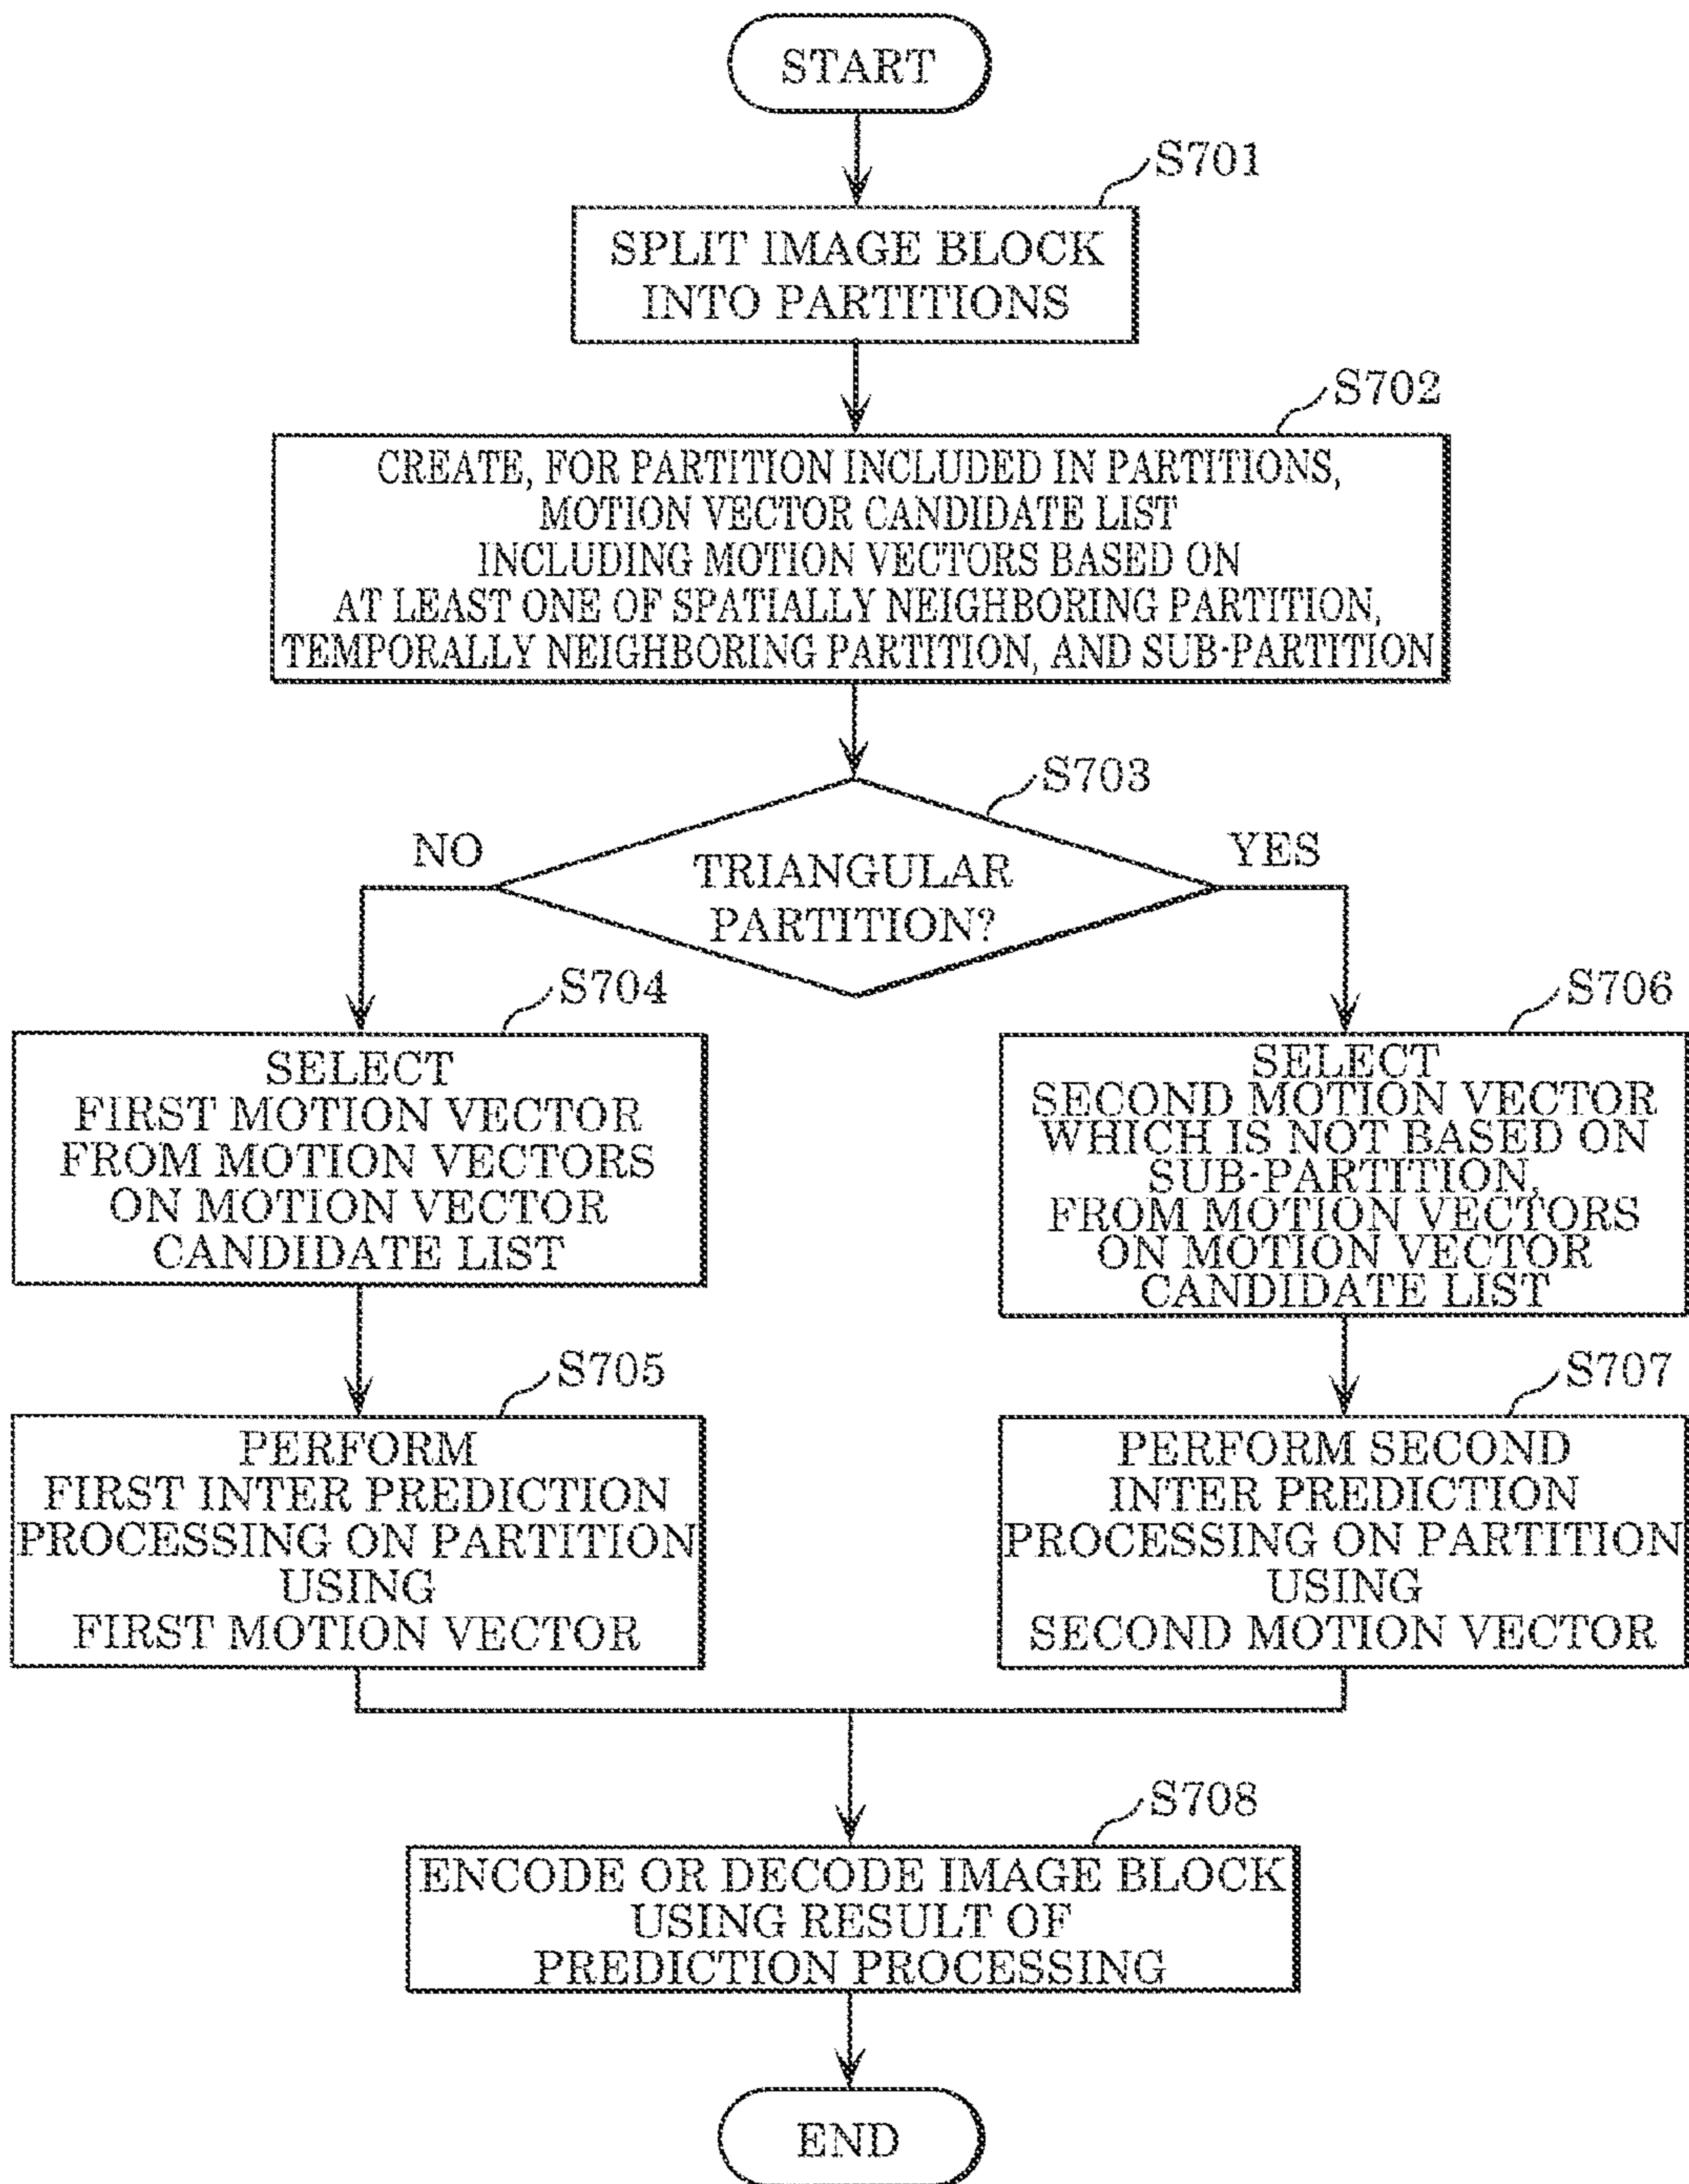 START
S701
SPLIT IMAGE BLOCK
INTO PARTITIONS
S702
CREATE, FOR PARTITION INCLUDED IN PARTITIONS,
MOTION VECTOR CANDIDATE LIST
INCLUDING MOTION VECTORS BASED ON
AT LEAST ONE OF SPATIALLY NEIGHBORING PARTITION,
TEMPORALLY NEIGHBORING PARTITION, AND SUB-PARTITION
S703
NO
YES
TRIANGULAR
PARTITION?
S704
SELECT
FIRST MOTION VECTOR
FROM MOTION VECTORS
ON MOTION VECTOR
CANDIDATE LIST
S706
SELECT
SECOND MOTION VECTOR
WHICH IS NOT BASED ON
SUB-PARTITION,
FROM MOTION VECTORS
ON MOTION VECTOR
CANDIDATE LIST
S705
PERFORM
FIRST INTER PREDICTION
PROCESSING ON PARTITION
USING
FIRST MOTION VECTOR
S707
PERFORM SECOND
INTER PREDICTION
PROCESSING ON PARTITION
USING
SECOND MOTION VECTOR
S708
ENCODE OR DECODE IMAGE BLOCK
USING RESULT OF
PREDICTION PROCESSING
END